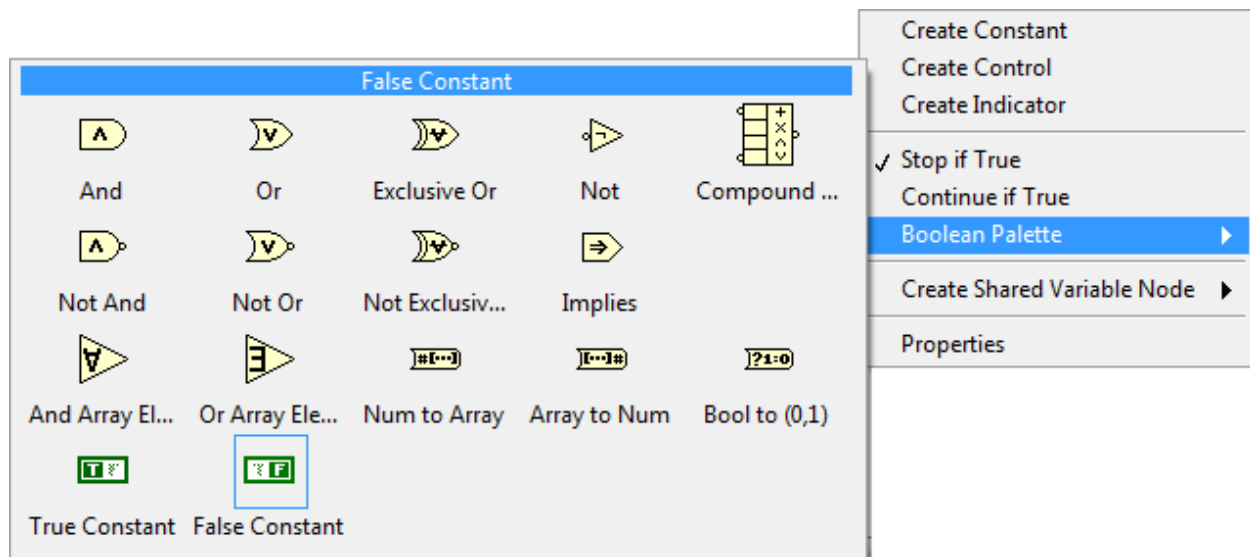 Create Constant
Create Control
Create Indicator
Stop if True
Continue if True
Boolean Palette
Create Shared Variable Node
Properties
False Constant
And Or Exclusive Or Not Compound ...
Not And Not Or Not Exclusiv... Implies
And Array El... Or Array Ele... Num to Array Array to Num Bool to (0,1)
#[...] [...]# ?1:0
True Constant False Constant
T F